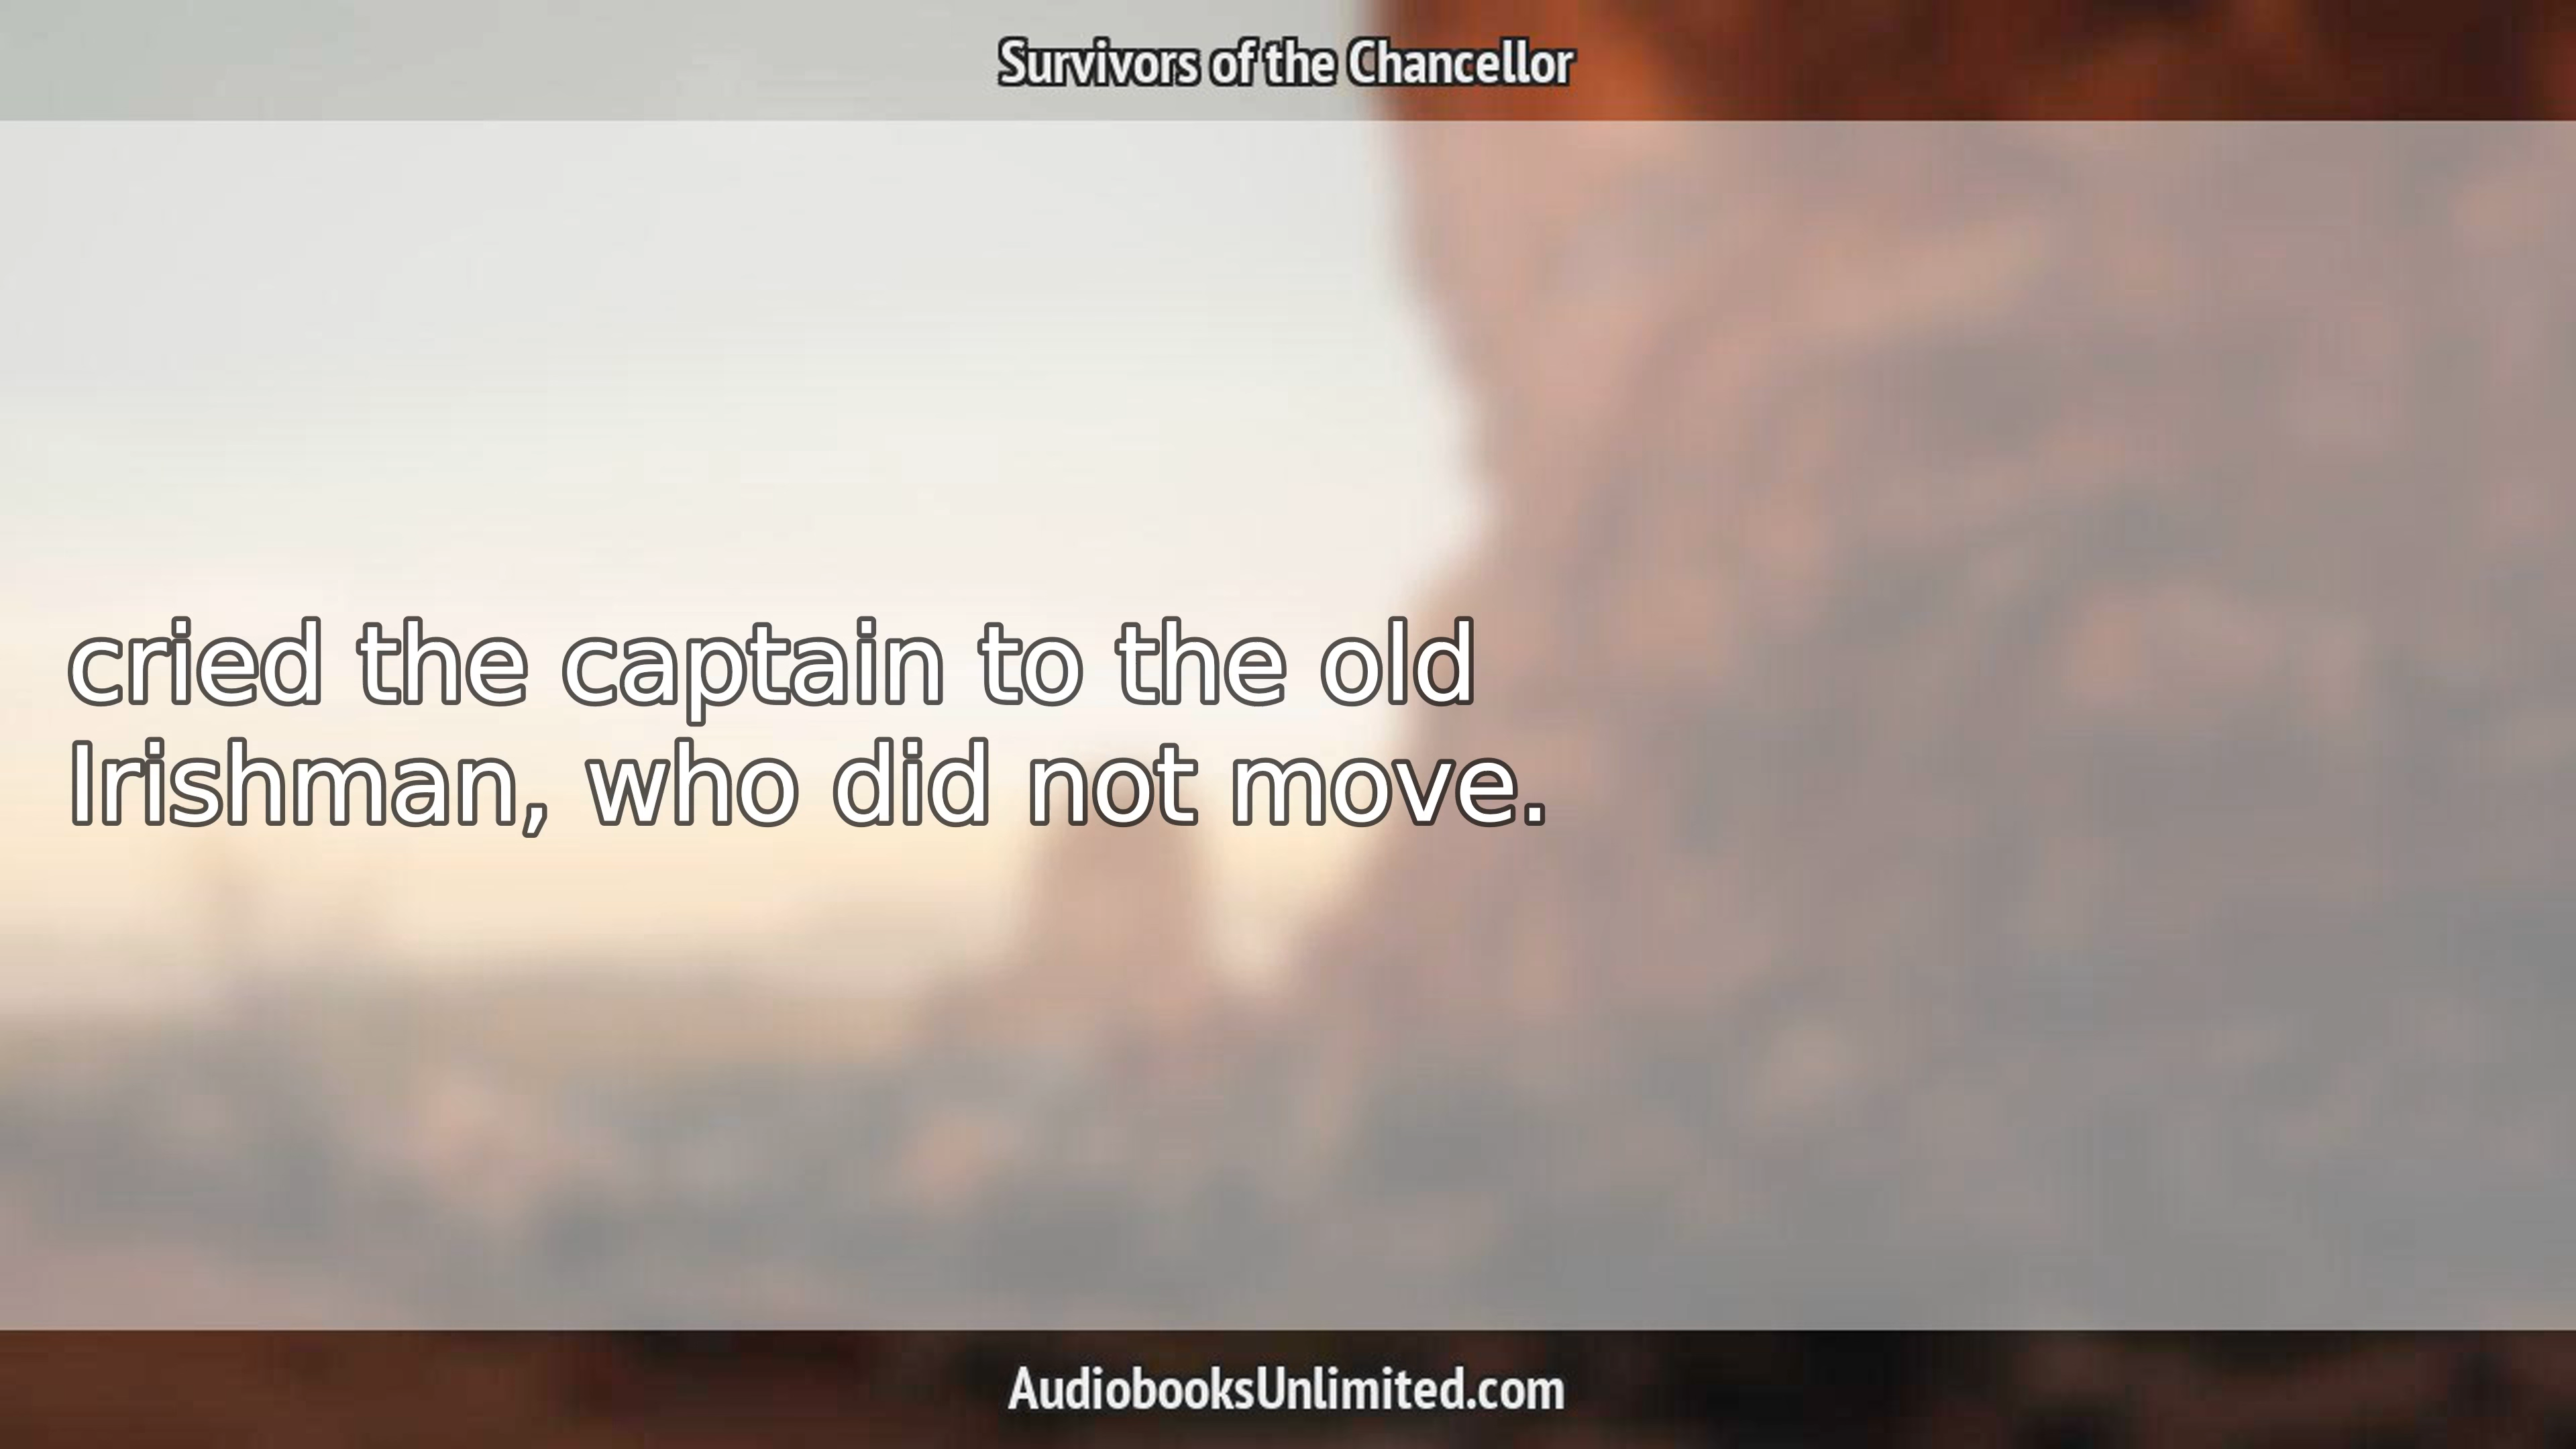 Survivors of the Chancellor
cried the captain to the old
Irishman, who did not move.
AudiobooksUnlimited.com